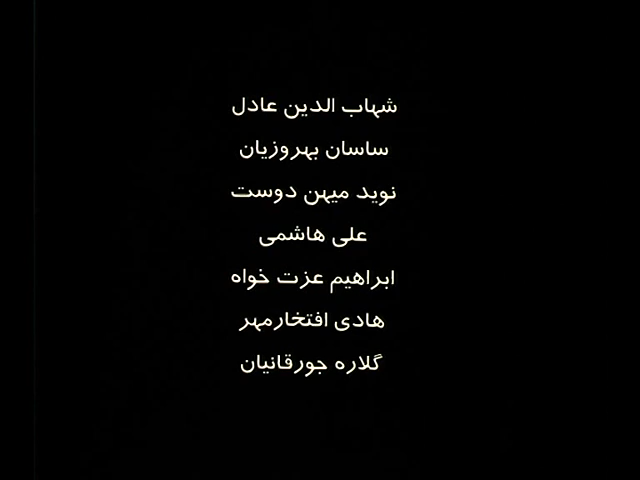 شهاب الدین عادل
ساسان بهروزیان
نوید میهن دوست
علی هاشمی
ابراهیم عزت خواه
هادی افتخارمهر
گلاره جورقانیان